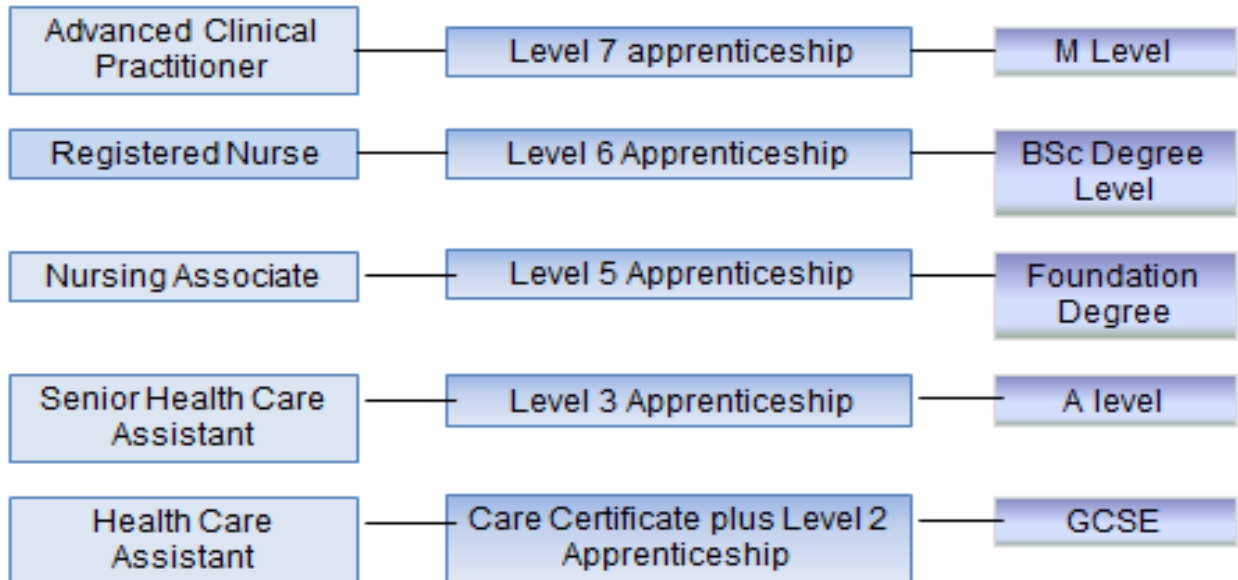 Advanced Clinical
Practitioner
Level 7 apprenticeship
M Level
Registered Nurse
Level 6 Apprenticeship
BSc Degree
Level
Nursing Associate
Level 5 Apprenticeship
Foundation
Degree
Senior Health Care
Assistant
Level 3 Apprenticeship
A level
Health Care
Assistant
Care Certificate plus Level 2
Apprenticeship
GCSE